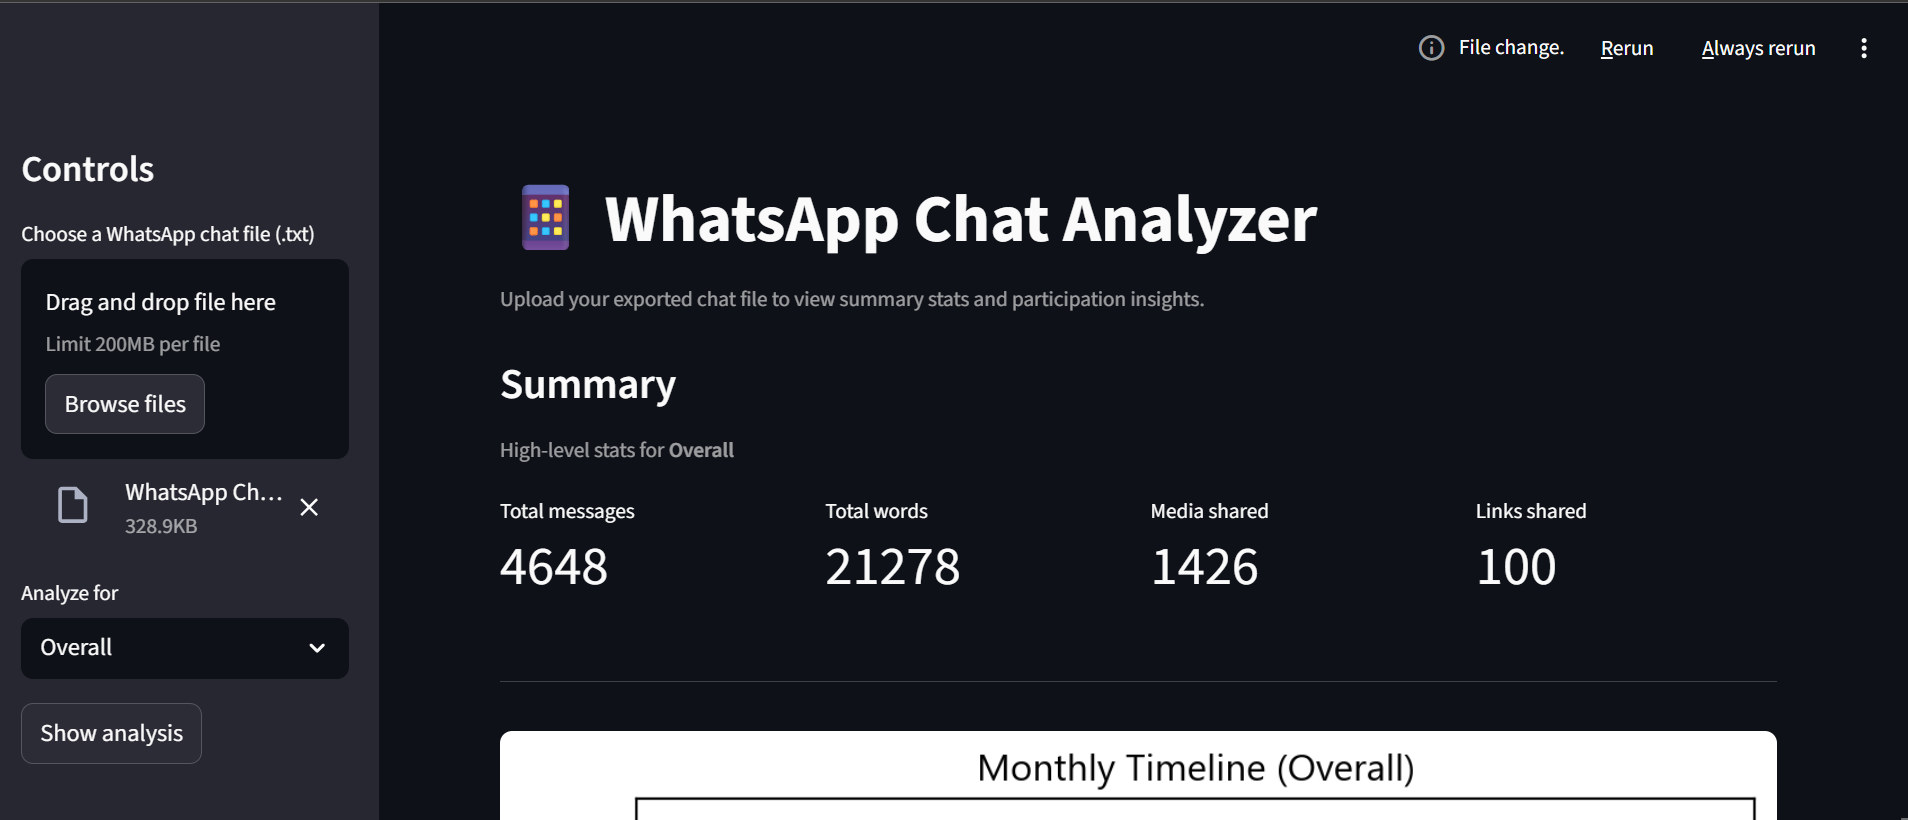 File change. Rerun Always rerun
Controls
Choose a WhatsApp chat file (.txt)
Drag and drop file here
Limit 200MB per file
Browse files
WhatsApp Ch...
328.9KB
Analyze for
Overall
Show analysis
WhatsApp Chat Analyzer
Upload your exported chat file to view summary stats and participation insights.
Summary
High-level stats for Overall
Total messages Total words Media shared Links shared
4648 21278 1426 100
Monthly Timeline (Overall)